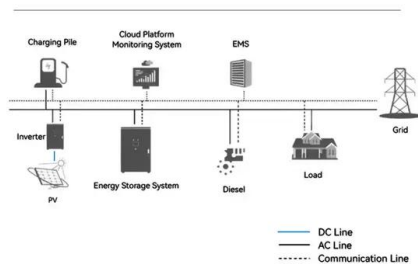 Charging Pile
Cloud Platform
Monitoring System
EMS
Grid
Inverter
PV
Energy Storage System
Diesel
Load
DC Line
AC Line
Communication Line